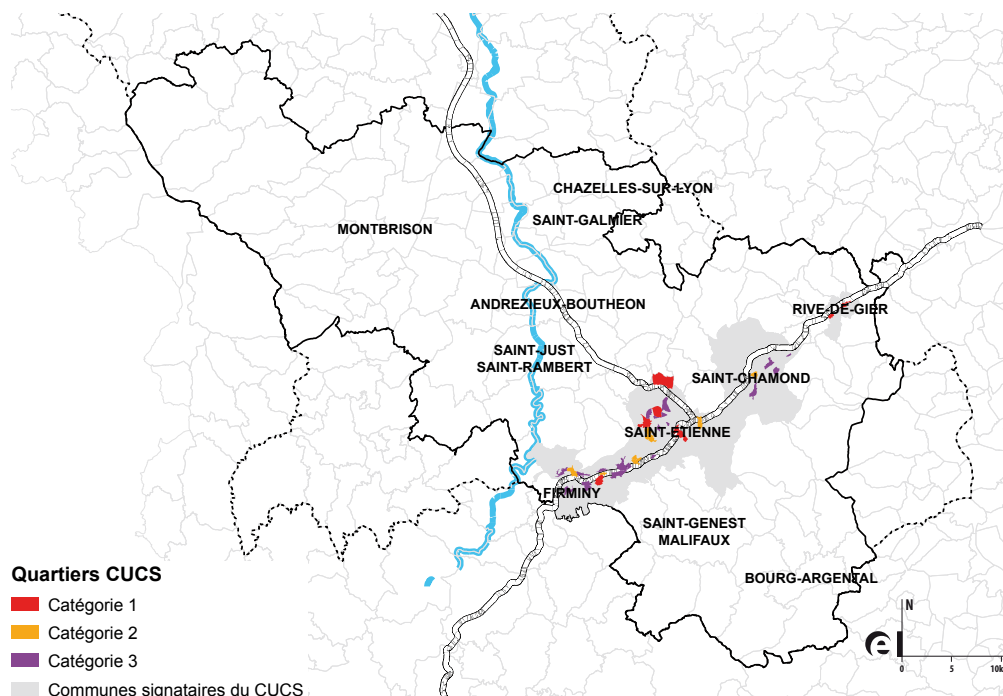 CHAZELLES-SUR-LYON
SAINT-GALMIER
MONTBRISON
ANDREZIEUX-BOUTHEON
RIVE-DE-GIER
SAINT-JUST
SAINT-RAMBERT
SAINT-CHAMOND
SAINT-ETIENNE
FIRMINY
SAINT-GENEST
MALIFAUX
BOURG-ARGENTAL
Quartiers CUCS
Catégorie 1
Catégorie 2
Catégorie 3
Communes signataires du CUCS
N
0 5 10k